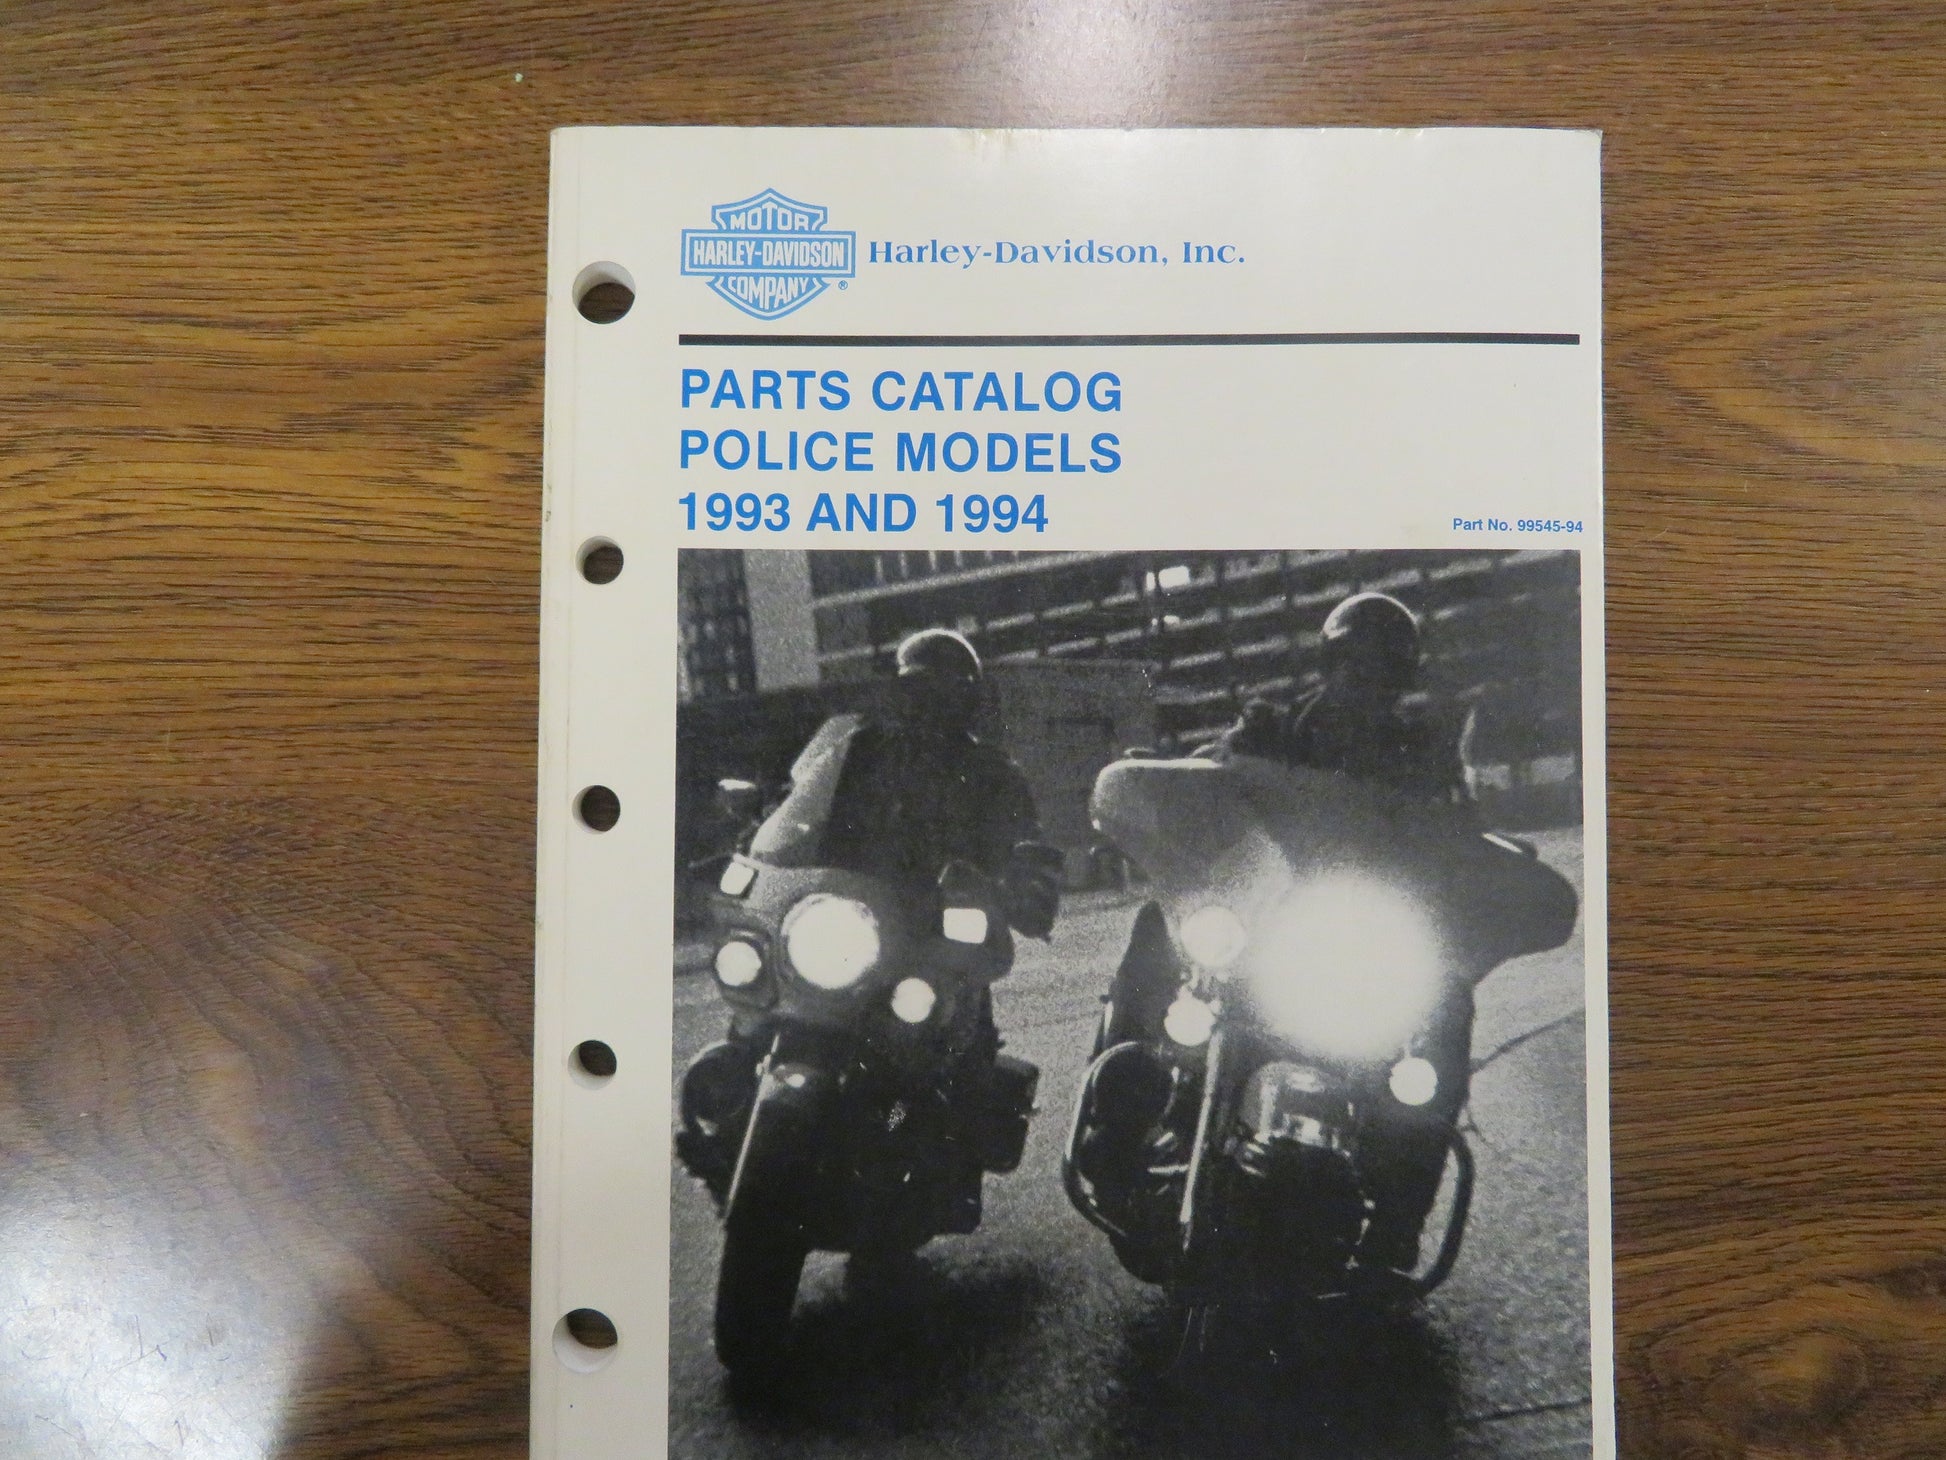 MOTOR
HARLEY-DAVIDSON
COMPANY ®
Harley-Davidson, Inc.
PARTS CATALOG
POLICE MODELS
1993 AND 1994
Part No. 99545-94